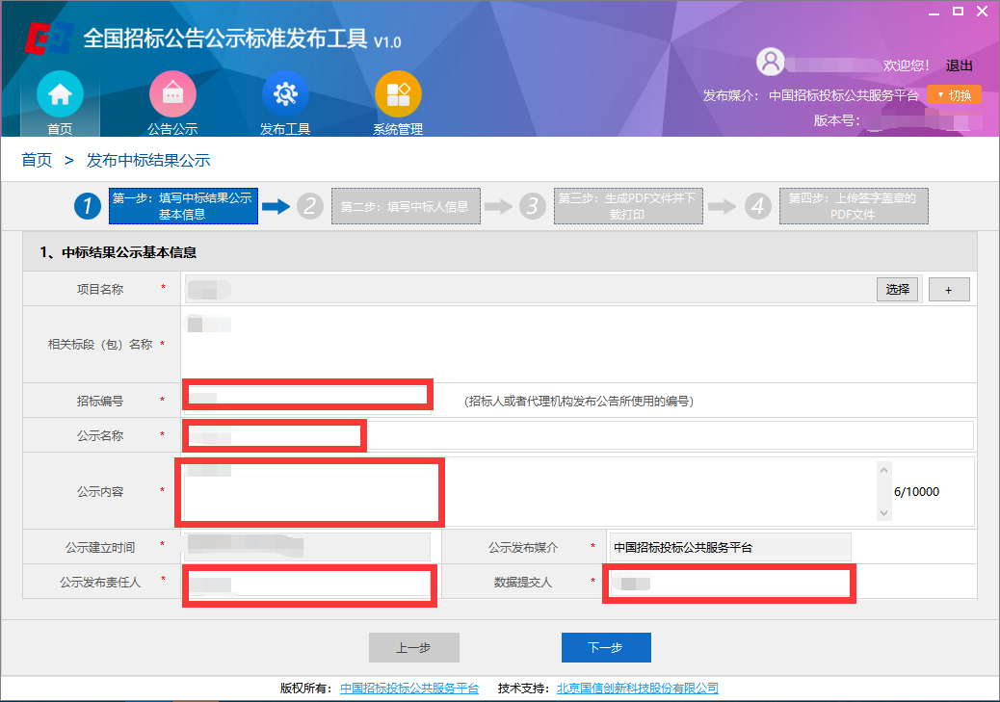 全国招标公告公示标准发布工具 V1.0
欢迎您! 退出
发布媒介: 中国招标投标公共服务平台 切换
版本号:
首页 公告公示 发布工具 系统管理
首页 > 发布中标结果公示
1 第一步: 填写中标结果公示基本信息
2 第二步: 填写中标人信息
3 第三步: 生成PDF文件并下载打印
4 第四步: 上传签字盖章的PDF文件
1、中标结果公示基本信息
项目名称 * 选择 +
相关标段（包）名称 *
招标编号 * (招标人或者代理机构发布公告所使用的编号)
公示名称 *
公示内容 * 6/10000
公示建立时间 * 公示发布媒介 * 中国招标投标公共服务平台
公示发布责任人 * 数据提交人 *
上一步 下一步
版权所有: 中国招标投标公共服务平台 技术支持: 北京国信创新科技股份有限公司